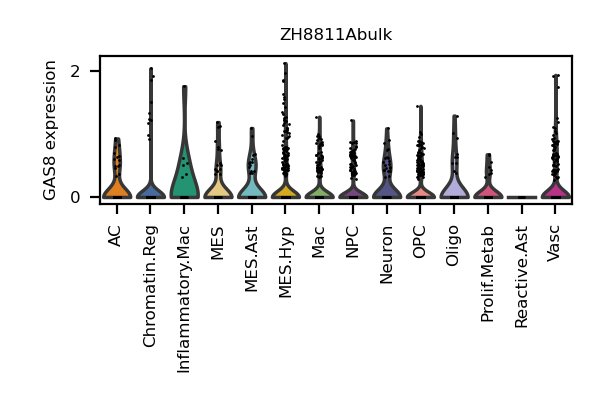 ZH8811Abulk
GAS8 expression
2
0
AC
Chromatin.Reg
Inflammatory.Mac
MES
MES.Ast
MES.Hyp
Mac
NPC
Neuron
OPC
Oligo
Prolif.Metab
Reactive.Ast
Vasc